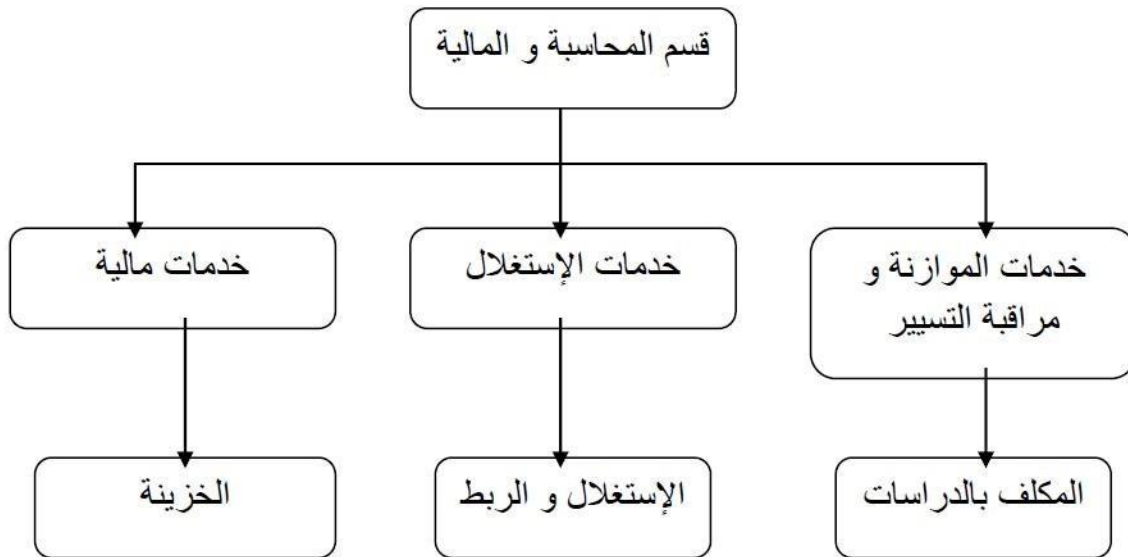 قسم المحاسبة و المالية
خدمات الموازنة و
مراقبة التسيير
خدمات الإستغلال
خدمات مالية
المكلف بالدراسات
الإستغلال و الربط
الخزينة